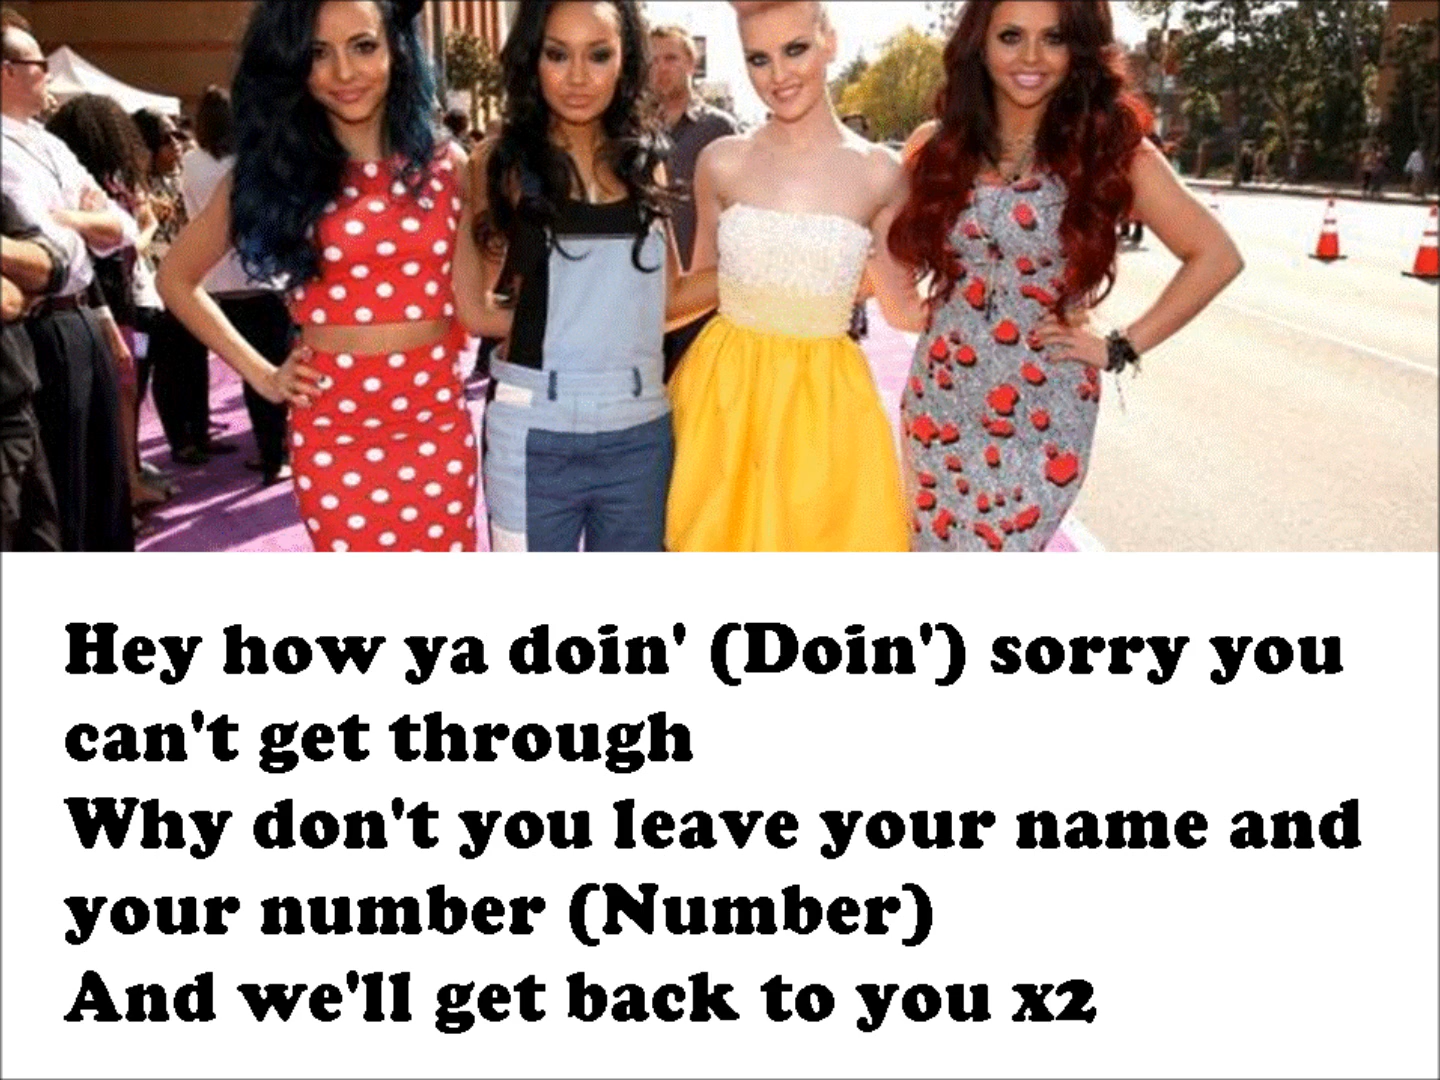 Hey how ya doin' (Doin') sorry you
can't get through
Why don't you leave your name and
your number (Number)
And we'll get back to you x2